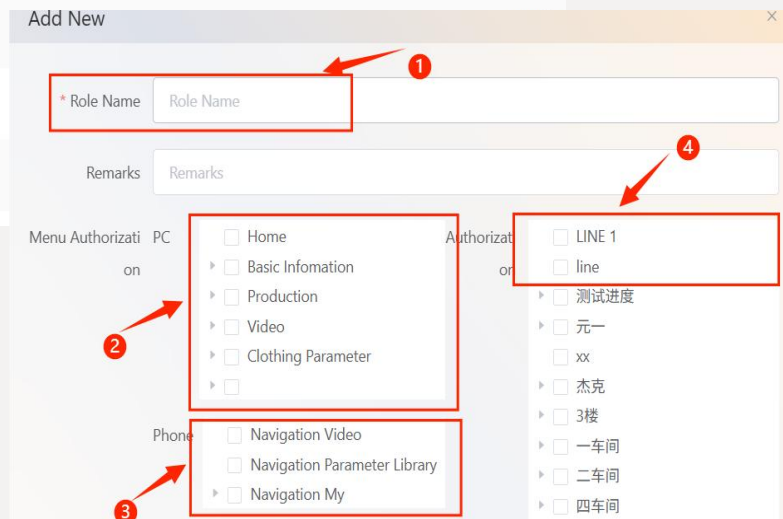 Add New
1
* Role Name Role Name
Remarks Remarks
4
Menu Authorizati
on
PC
Home
Basic Infomation
Production
Video
Clothing Parameter
2
Phone
Navigation Video
Navigation Parameter Library
Navigation My
3
Authorizat
or
LINE 1
line
测试进度
元一
xx
杰克
3楼
一车间
二车间
四车间